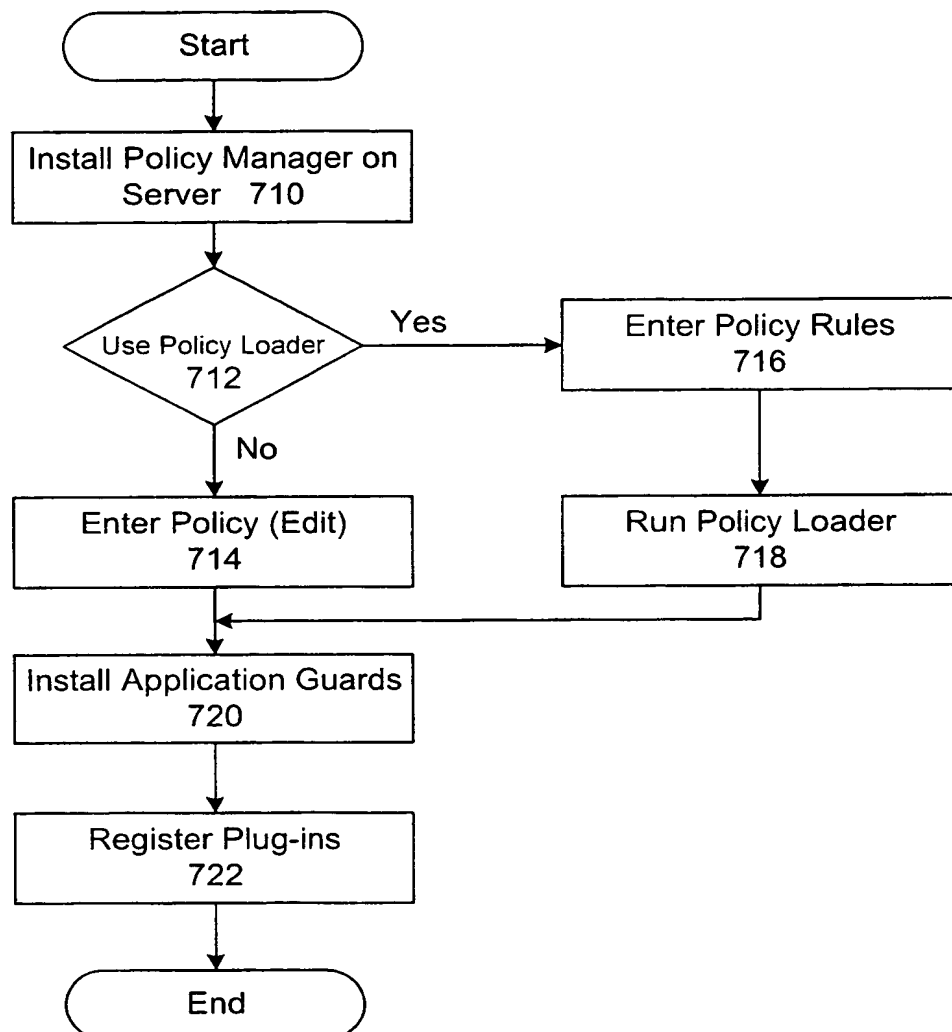 Start
Install Policy Manager on
Server 710
Use Policy Loader
712
Yes
No
Enter Policy Rules
716
Enter Policy (Edit)
714
Run Policy Loader
718
Install Application Guards
720
Register Plug-ins
722
End